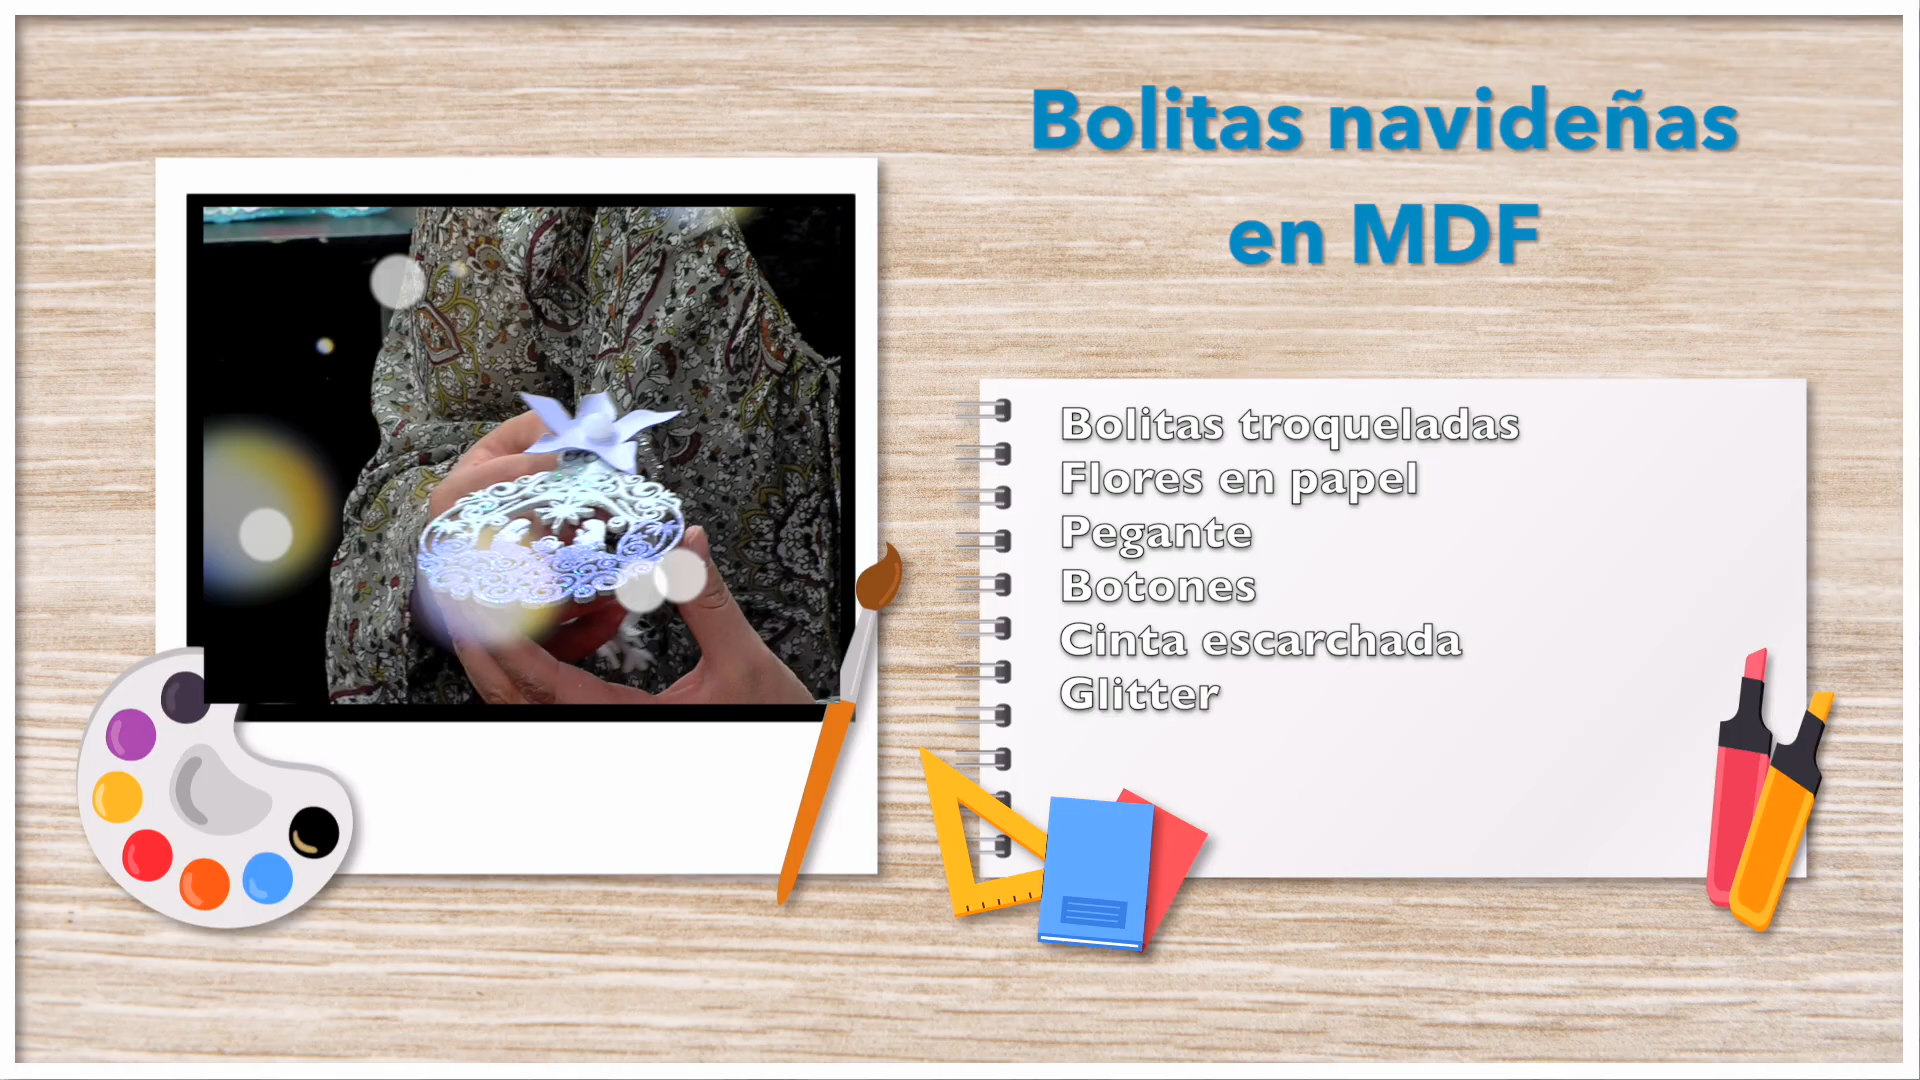 Bolitas navideñas
en MDF
Bolitas troqueladas
Flores en papel
Pegante
Botones
Cinta escarchada
Glitter